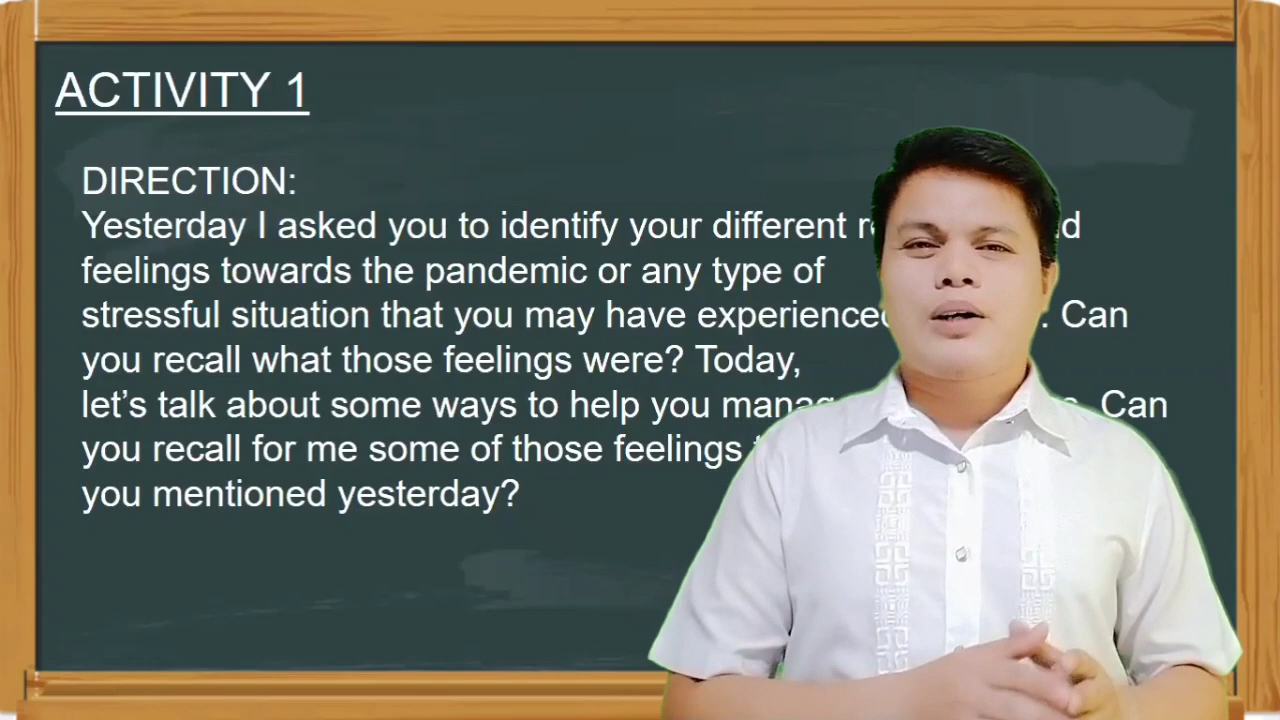 ACTIVITY 1
DIRECTION:
Yesterday I asked you to identify your different
feelings towards the pandemic or any type of
stressful situation that you may have experienced . Can
you recall what those feelings were? Today,
let’s talk about some ways to help you . Can
you recall for me some of those feelings
you mentioned yesterday?